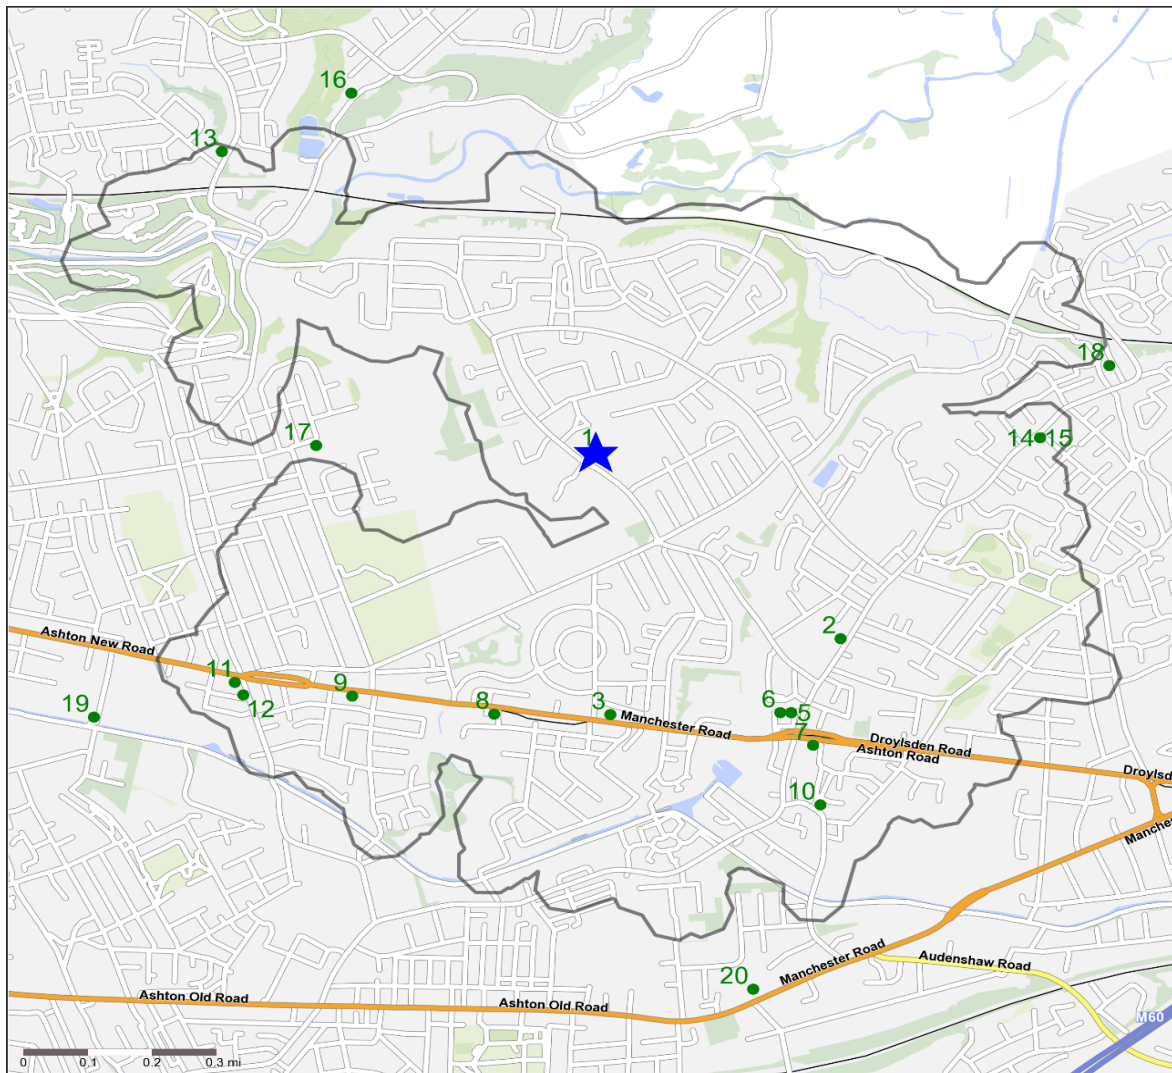 16
13
18
17
1
14 15
2
Ashton New Road
11
9
12
19
8
3
6
5
Manchester Road
7
Droylsden Road
Ashton Road
Droylsd
10
Manches
Audenshaw Road
Manchester Road
20
Ashton Old Road
Ashton Old Road
M60
0 0.1 0.2 0.3 mi